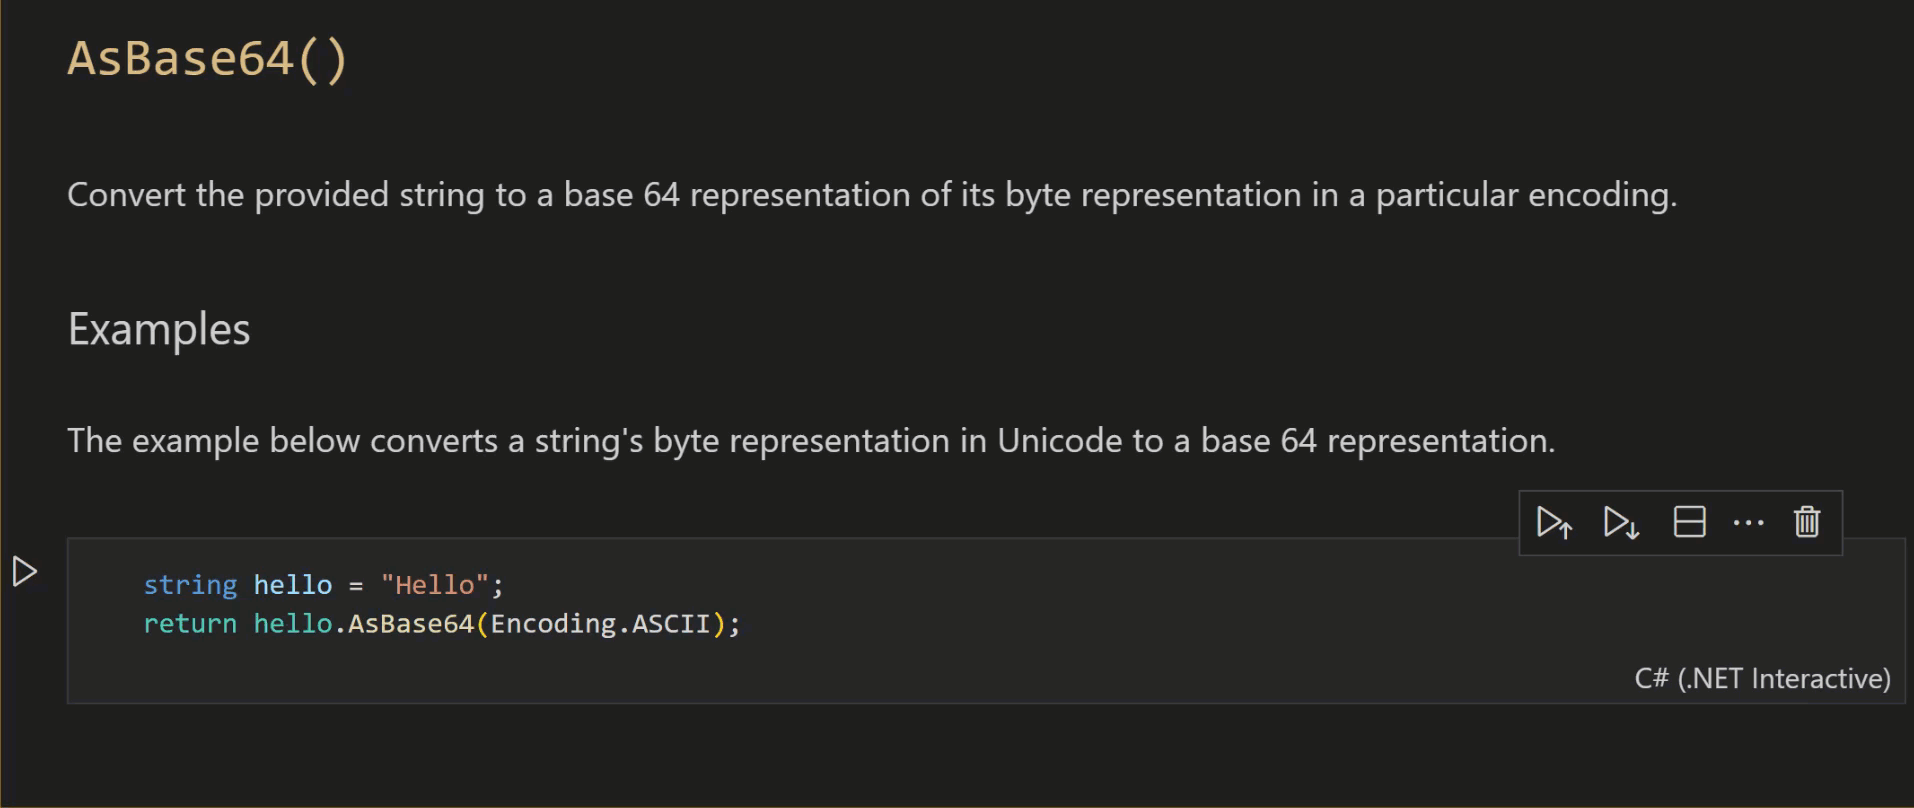 AsBase64()
Convert the provided string to a base 64 representation of its byte representation in a particular encoding.
Examples
The example below converts a string's byte representation in Unicode to a base 64 representation.
string hello = "Hello";
return hello.AsBase64(Encoding.ASCII);
C# (.NET Interactive)